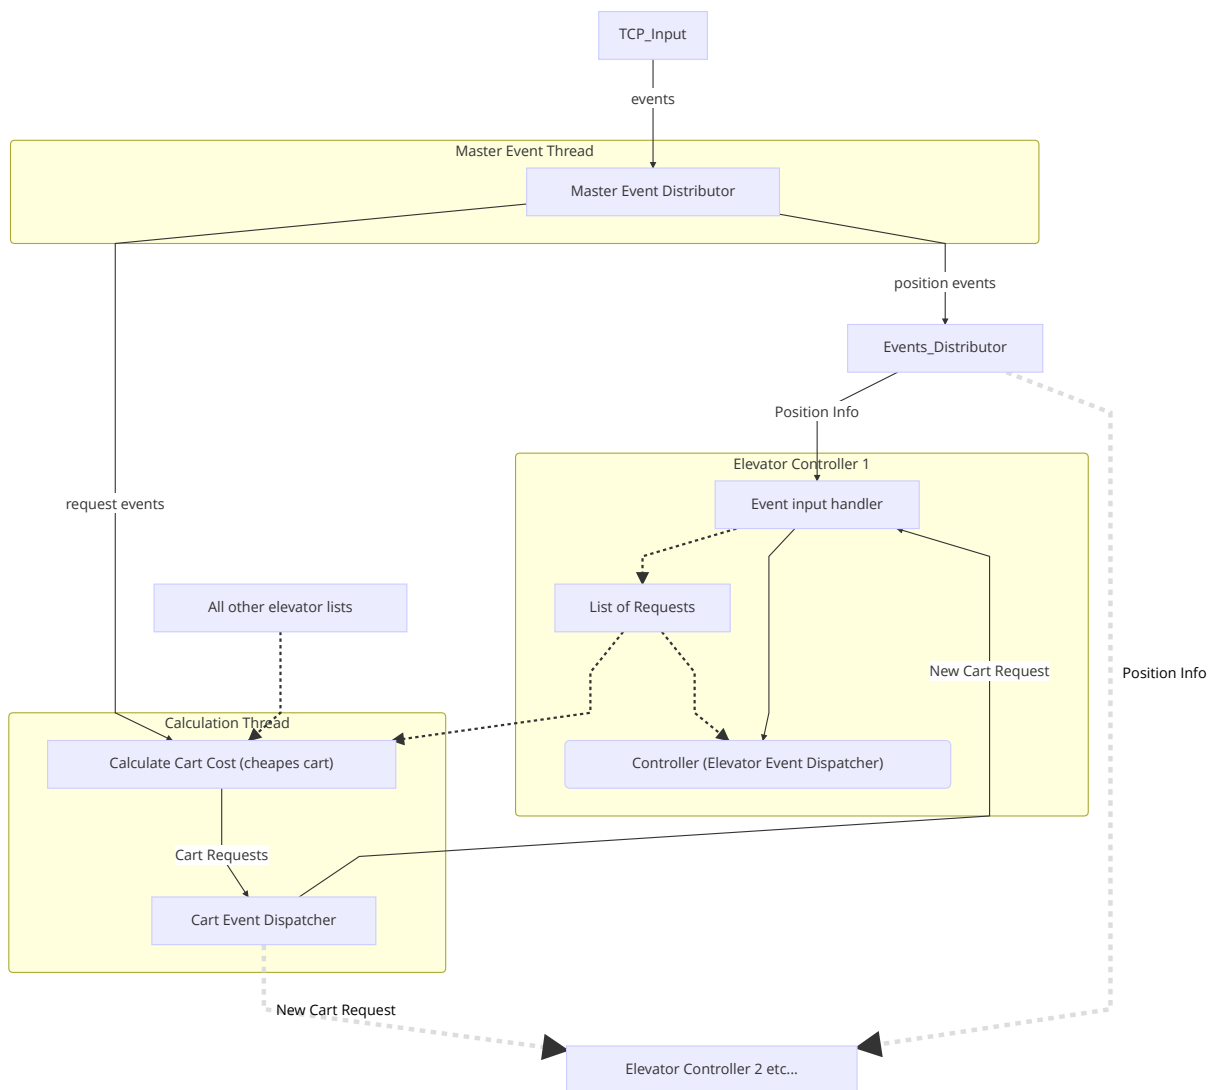 TCP_Input
events
Master Event Thread
Master Event Distributor
position events
Events_Distributor
Position Info
Elevator Controller 1
request events
Event input handler
All other elevator lists
List of Requests
New Cart Request
Position Info
Calculation Thread
Calculate Cart Cost (cheapes cart)
Controller (Elevator Event Dispatcher)
Cart Requests
Cart Event Dispatcher
New Cart Request
Elevator Controller 2 etc...